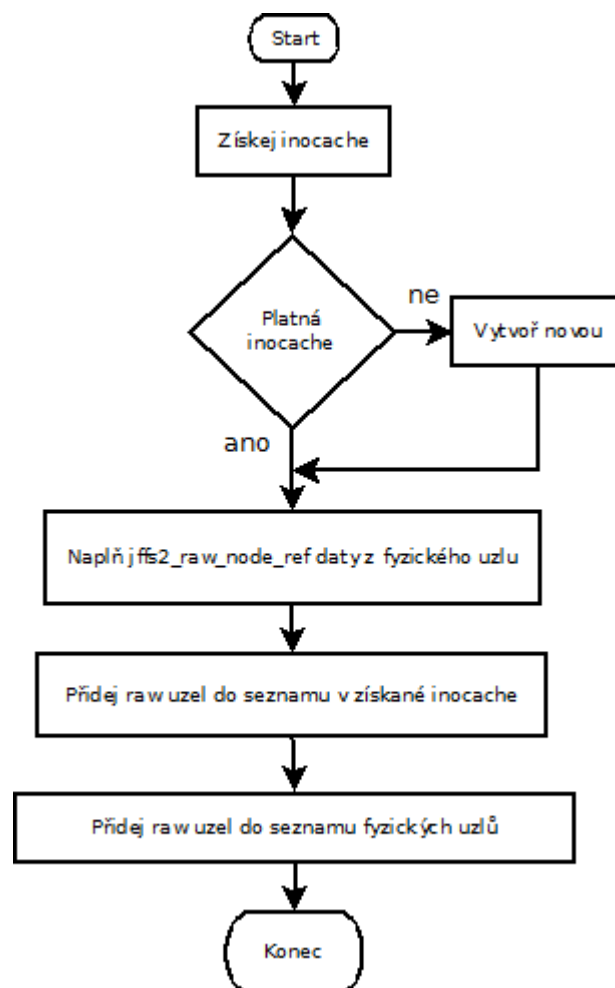 Start
Získej inocache
Platná
inocache
ne
Vytvoř novou
ano
Naplň jffs2_raw_node_ref daty z fyzického uzlu
Přidej raw uzel do seznamu v získané inocache
Přidej raw uzel do seznamu fyzických uzlů
Konec